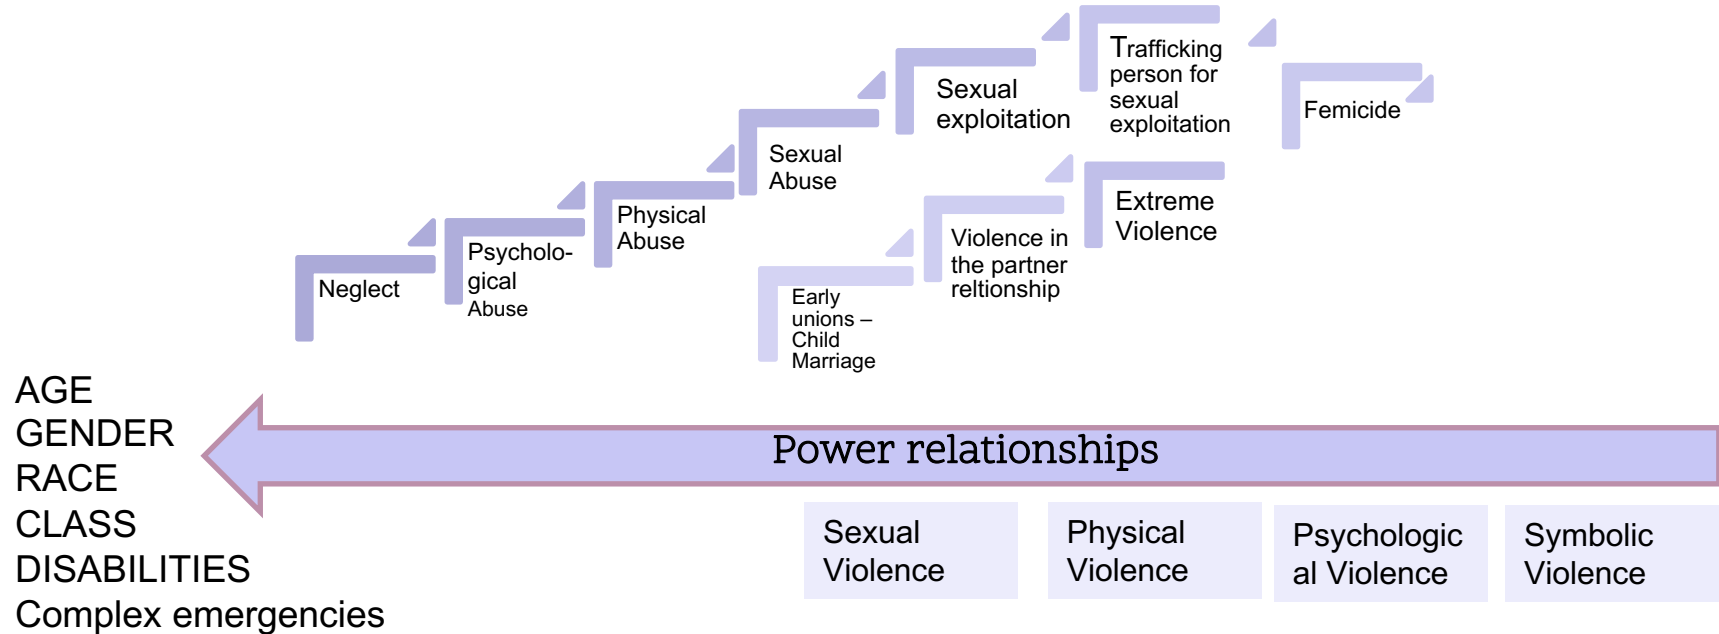 Neglect
Psycholo-
gical
Abuse
Physical
Abuse
Sexual
Abuse
Sexual
exploitation
Trafficking
person for
sexual
exploitation
Femicide
Early
unions –
Child
Marriage
Violence in
the partner
reltionship
Extreme
Violence
AGE
GENDER
RACE
CLASS
DISABILITIES
Complex emergencies
Power relationships
Sexual
Violence
Physical
Violence
Psychologic
al Violence
Symbolic
Violence